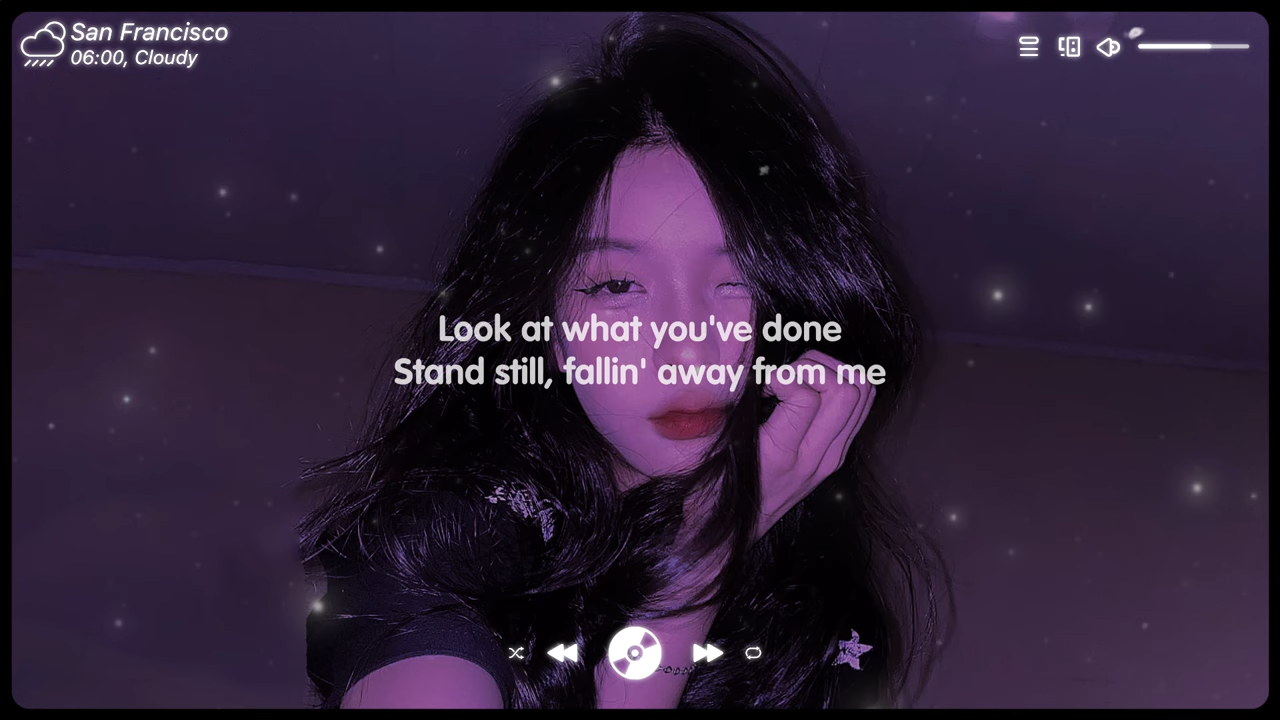 San Francisco
06:00, Cloudy
Look at what you've done
Stand still, fallin' away from me